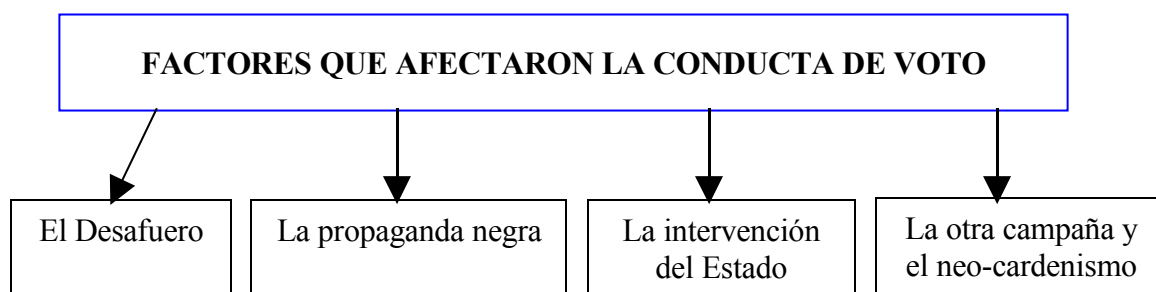 FACTORES QUE AFECTARON LA CONDUCTA DE VOTO
El Desafuero
La propaganda negra
La intervención
del Estado
La otra campaña y
el neo-cardenismo